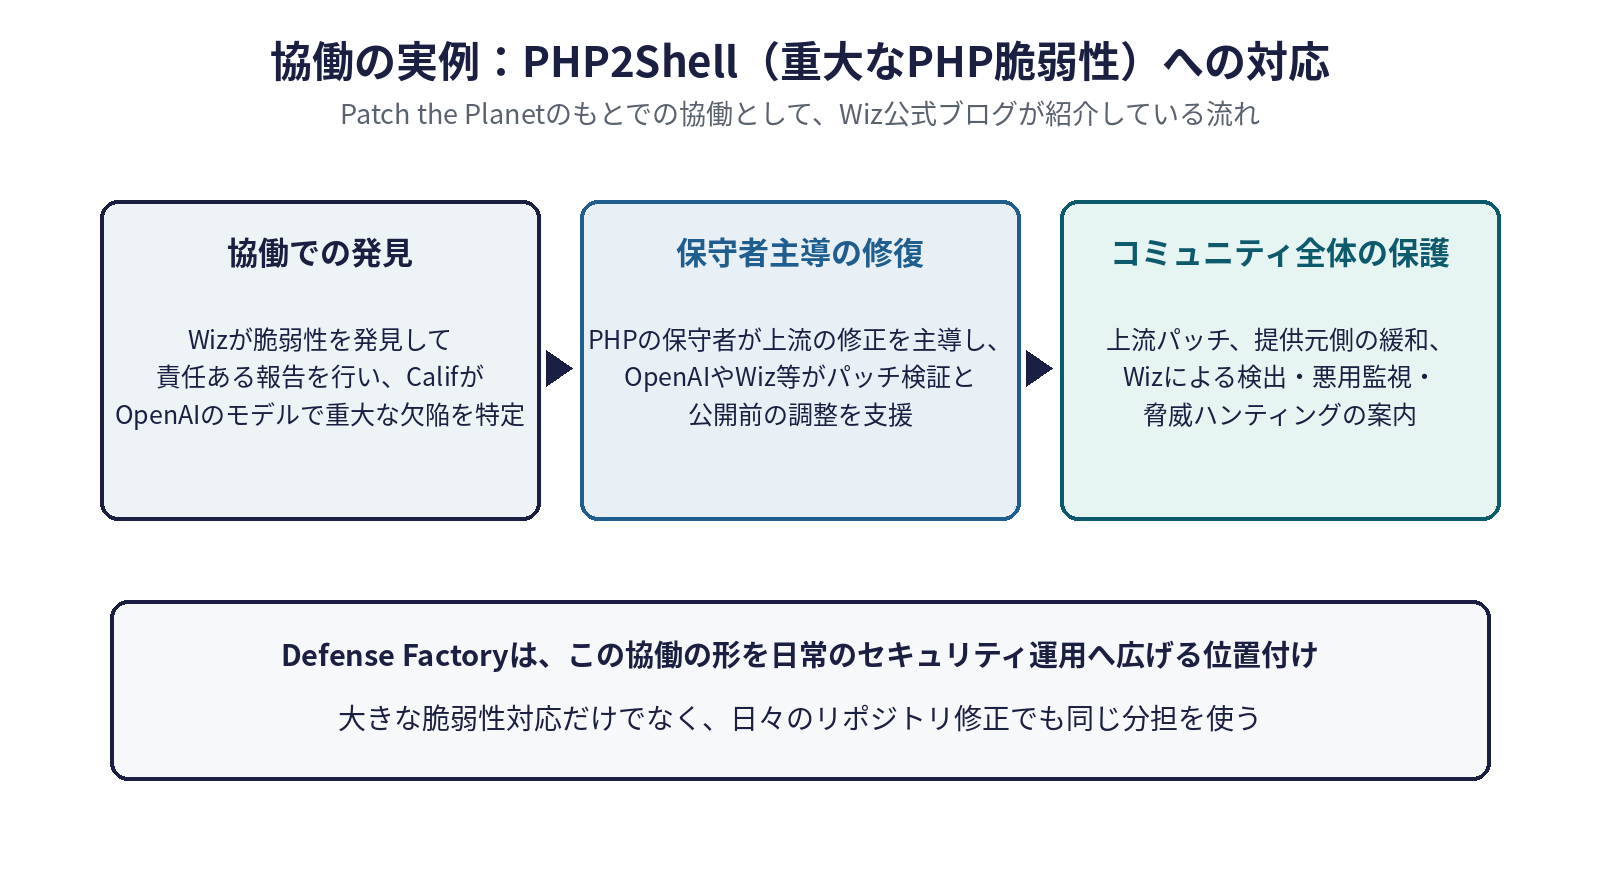 協働の実例：PHP2Shell（重大なPHP脆弱性）への対応
Patch the Planetのもとでの協働として、Wiz公式ブログが紹介している流れ
協働での発見
Wizが脆弱性を発見して
責任ある報告を行い、Califが
OpenAIのモデルで重大な欠陥を特定
保守者主導の修復
PHPの保守者が上流の修正を主導し、
OpenAIやWiz等がパッチ検証と
公開前の調整を支援
コミュニティ全体の保護
上流パッチ、提供元側の緩和、
Wizによる検出・悪用監視・
脅威ハンティングの案内
Defense Factoryは、この協働の形を日常のセキュリティ運用へ広げる位置付け
大きな脆弱性対応だけでなく、日々のリポジトリ修正でも同じ分担を使う